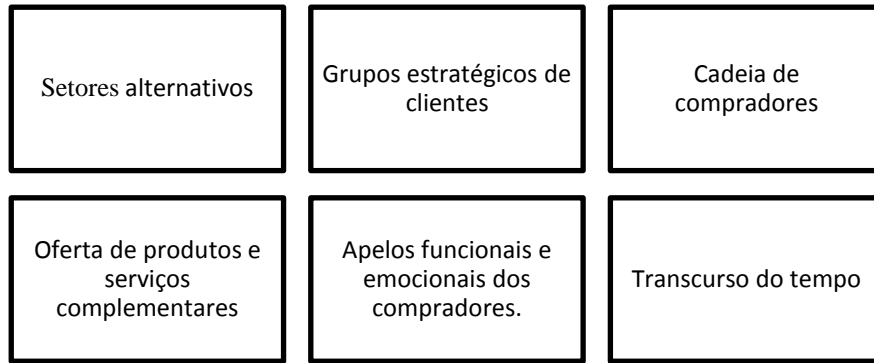 Setores alternativos
Grupos estratégicos de
clientes
Cadeia de
compradores
Oferta de produtos e
serviços
complementares
Apelos funcionais e
emocionais dos
compradores.
Transcurso do tempo